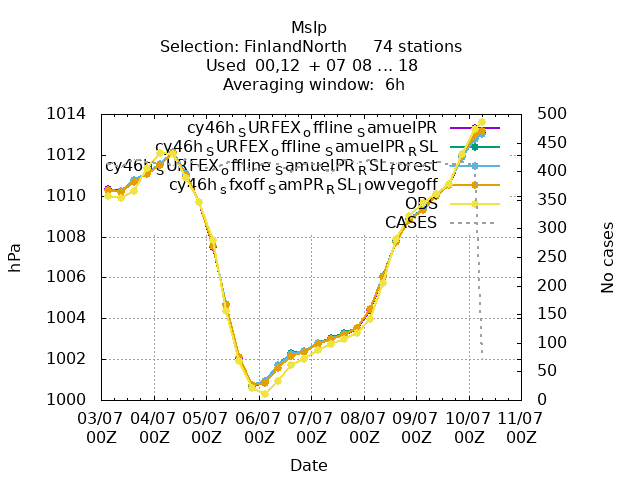 Mslp
Selection: FinlandNorth 74 stations
Used 00,12 + 07 08 ... 18
Averaging window: 6h
1014
1012
1010
1008
1006
1004
1002
1000
hPa
500
450
400
350
300
250
200
150
100
50
0
No cases
cy46h_SURFEX_offline_SamuelPR
cy46h_SURFEX_offline_SamuelPR_RSL
cy46h_SURFEX_offline_SamuelPR_RSL_forest
cy46h_sfxoff_SamPR_RSL_lowvegoff
OBS
CASES
03/07 04/07 05/07 06/07 07/07 08/07 09/07 10/07 11/07
00Z 00Z 00Z 00Z 00Z 00Z 00Z 00Z 00Z
Date